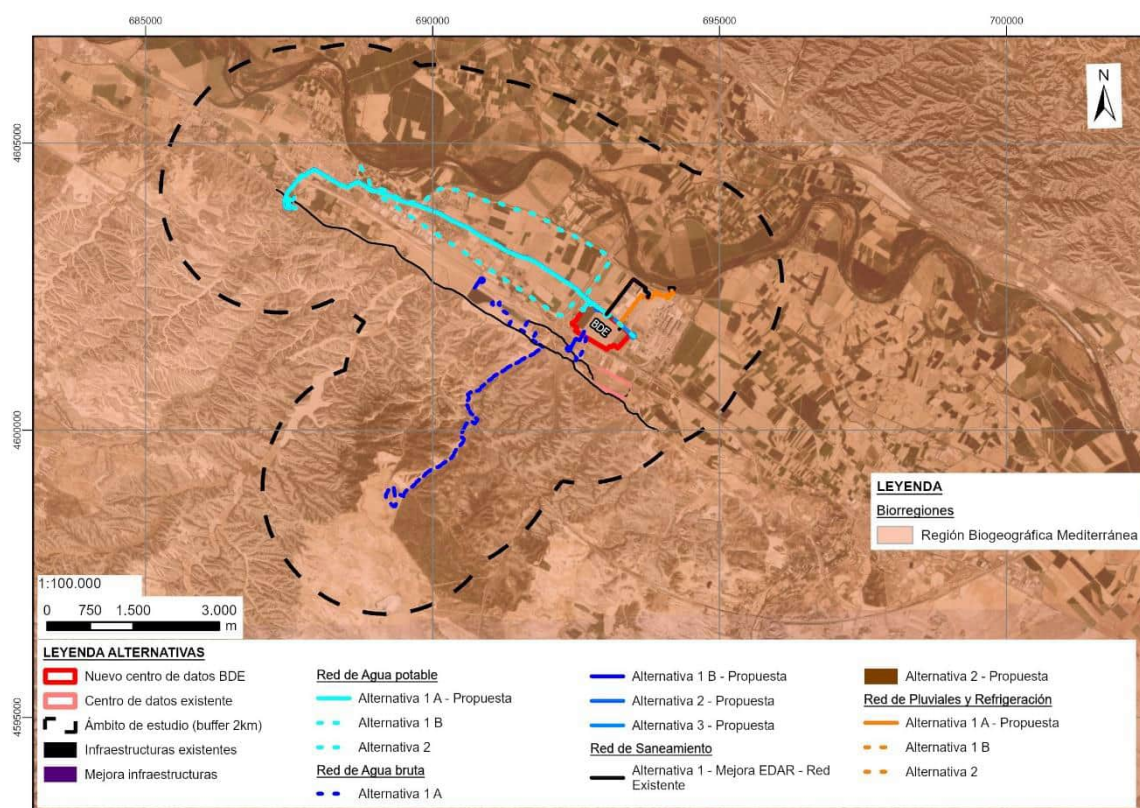 685000
690000
695000
700000
4605000
4600000
4595000
N
BDE
LEYENDA
Biorregiones
Región Biogeográfica Mediterránea
1:100.000
0 750 1.500 3.000
m
LEYENDA ALTERNATIVAS
Nuevo centro de datos BDE
Centro de datos existente
Ámbito de estudio (buffer 2km)
Infraestructuras existentes
Mejora infraestructuras
Red de Agua potable
Alternativa 1 A - Propuesta
Alternativa 1 B
Alternativa 2
Red de Agua bruta
Alternativa 1 A
Alternativa 1 B - Propuesta
Alternativa 2 - Propuesta
Alternativa 3 - Propuesta
Red de Saneamiento
Alternativa 1 - Mejora EDAR - Red
Existente
Alternativa 2 - Propuesta
Red de Pluviales y Refrigeración
Alternativa 1 A - Propuesta
Alternativa 1 B
Alternativa 2